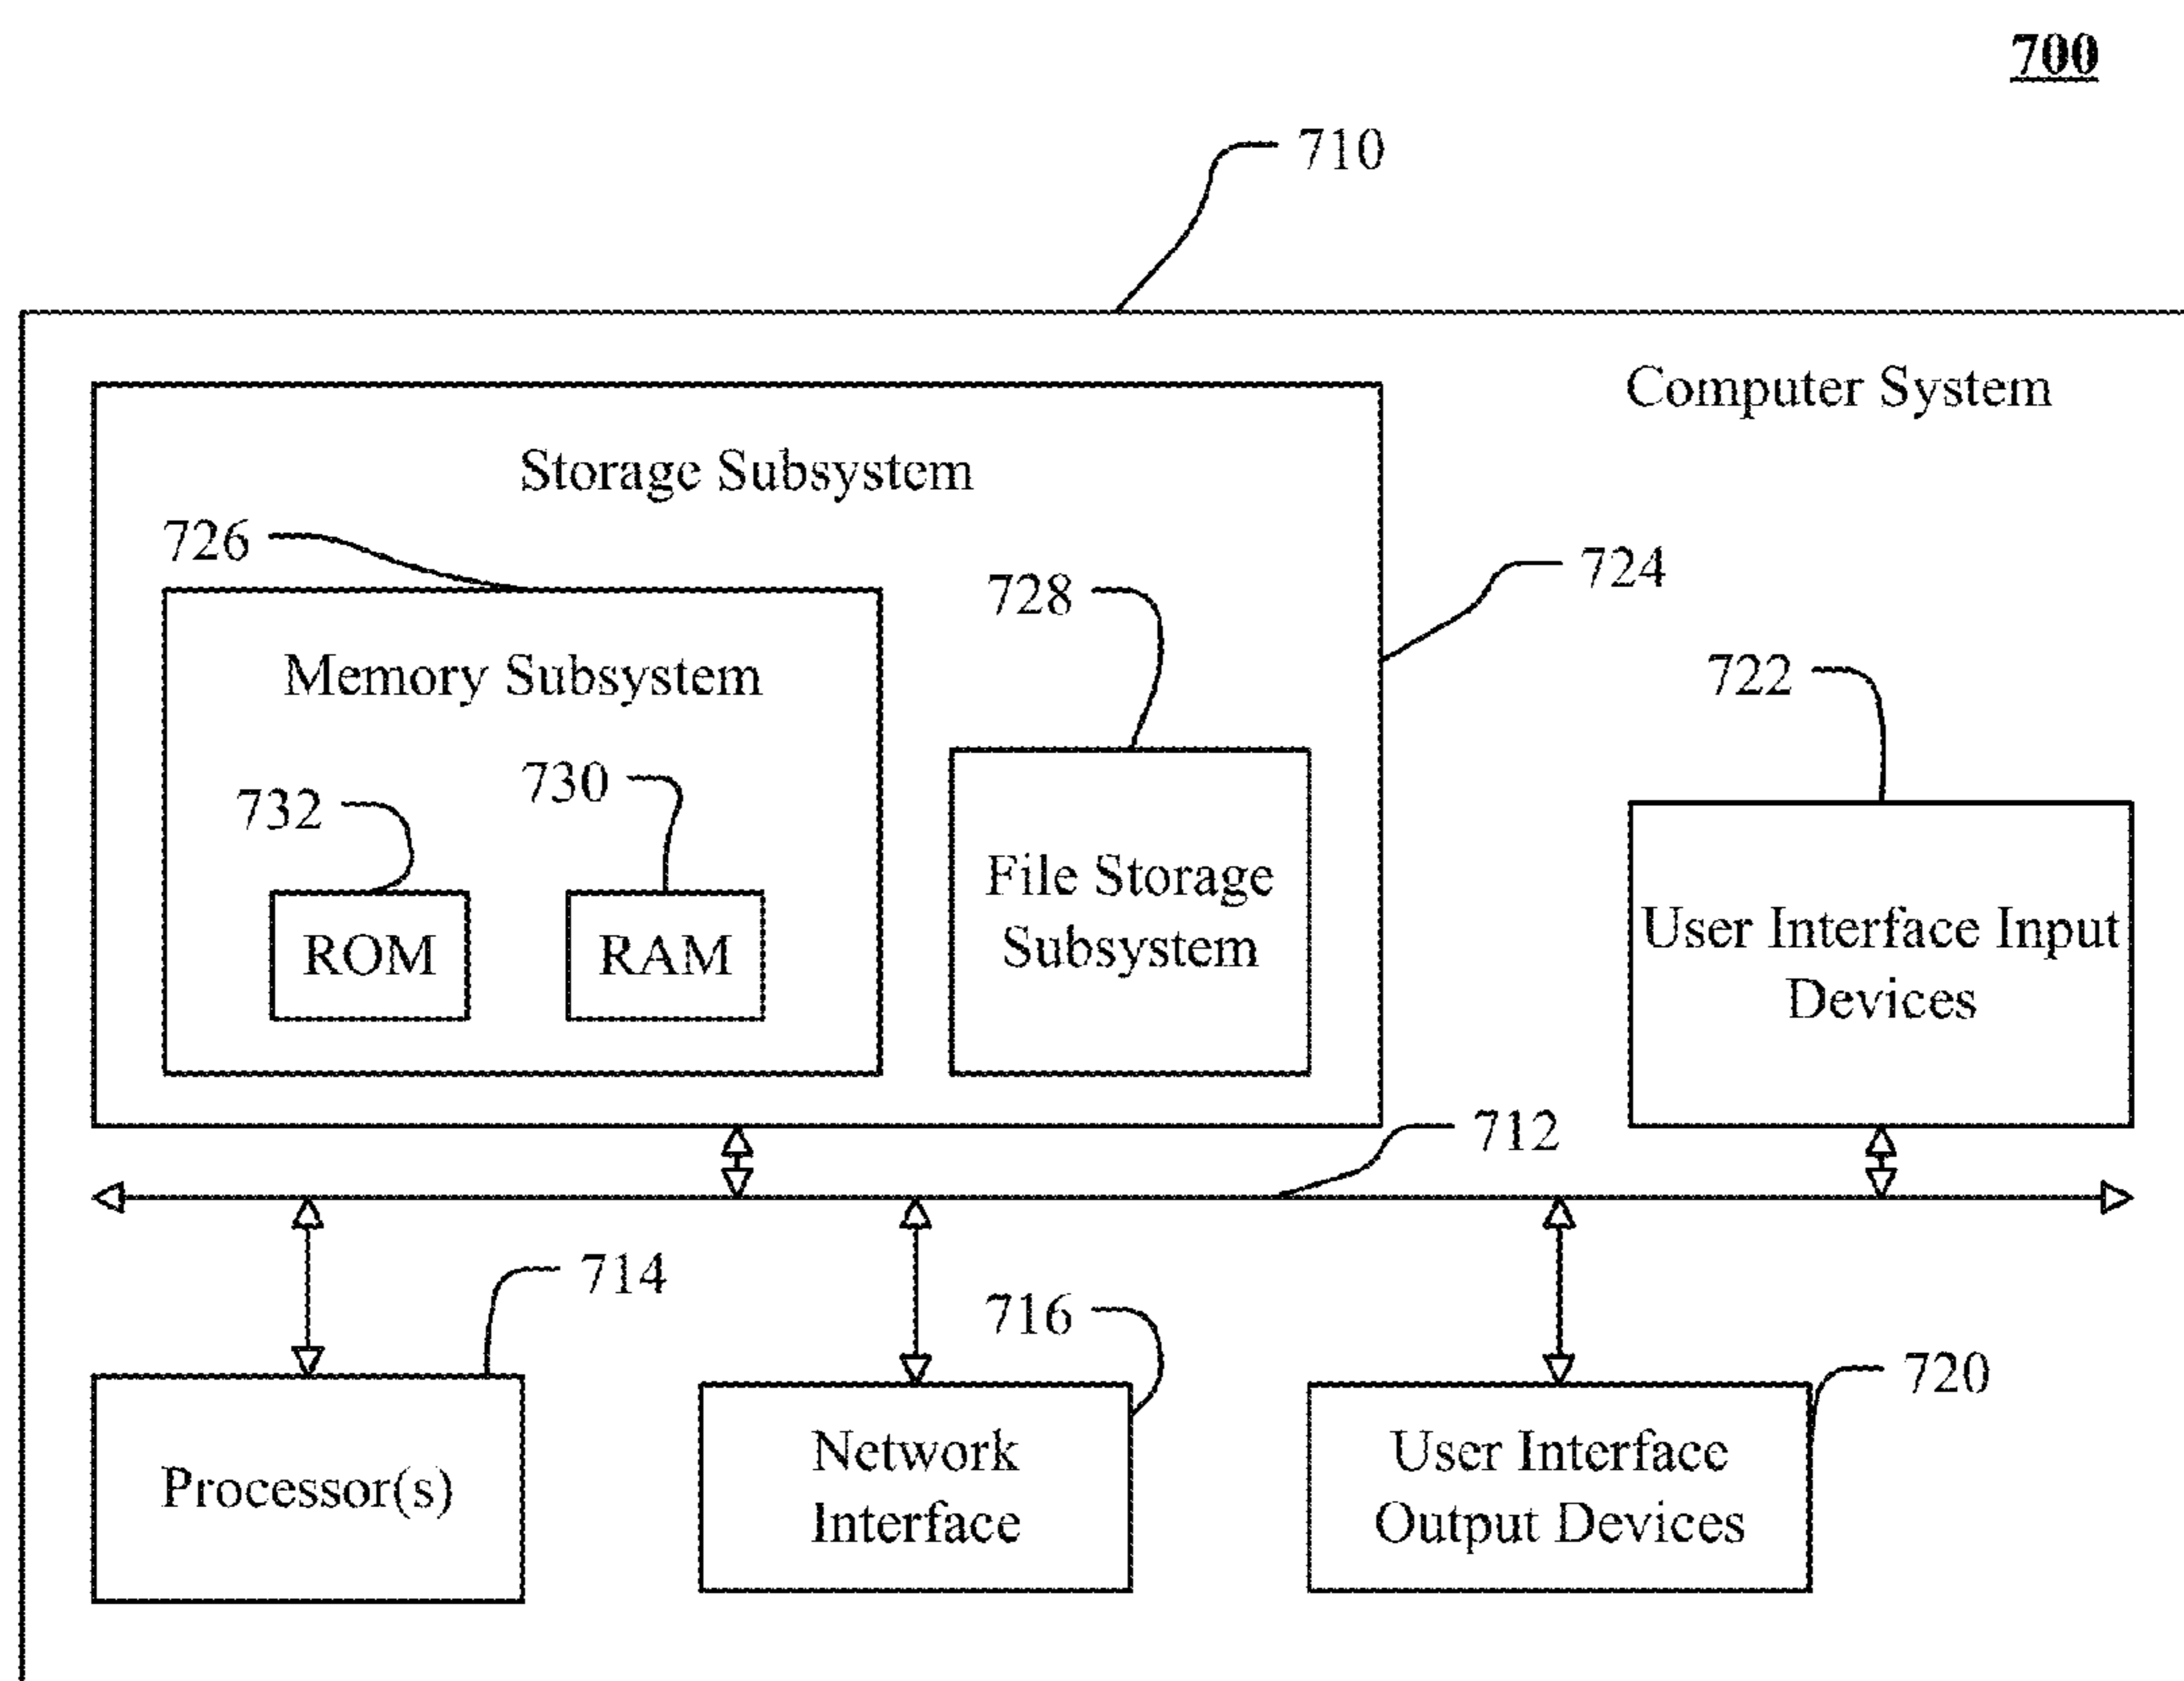 700
710
Computer System
Storage Subsystem
726
724
728
Memory Subsystem
722
730
732
File Storage
Subsystem
ROM
RAM
User Interface Input
Devices
712
714
716
720
Processor(s)
Network
Interface
User Interface
Output Devices